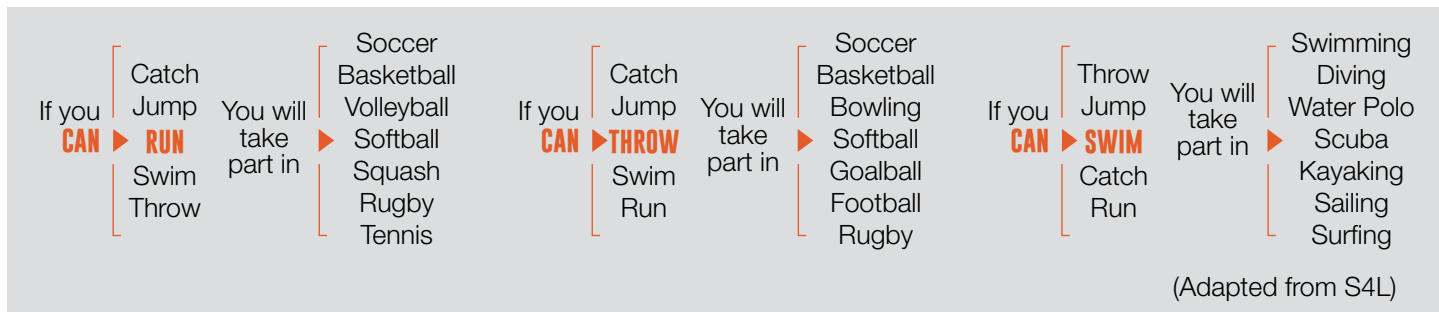 If you
CAN
Catch
Jump
RUN
Swim
Throw
You will
take
part in
Soccer
Basketball
Volleyball
Softball
Squash
Rugby
Tennis
If you
CAN
Catch
Jump
THROW
Swim
Run
You will
take
part in
Soccer
Basketball
Bowling
Softball
Goalball
Football
Rugby
If you
CAN
Throw
Jump
SWIM
Catch
Run
You will
take
part in
Swimming
Diving
Water Polo
Scuba
Kayaking
Sailing
Surfing
(Adapted from S4L)